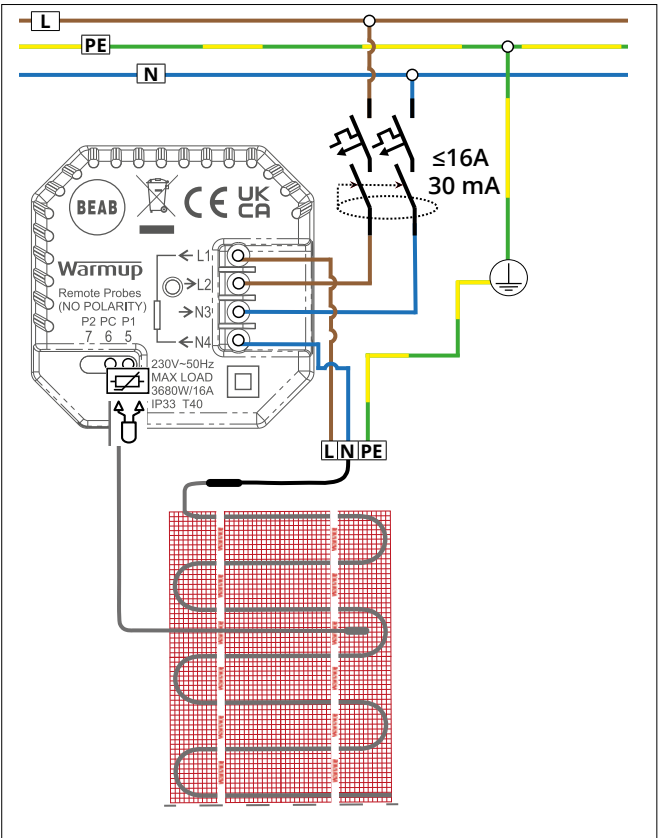 L
PE
N
≤16A
30 mA
BEAB
CE UK
CA
Warmup
Remote Probes
(NO POLARITY)
P2 PC P1
7 6 5
L1
L2
N3
N4
230V~50Hz
MAX LOAD
3680W/16A
IP33 T40
L N PE